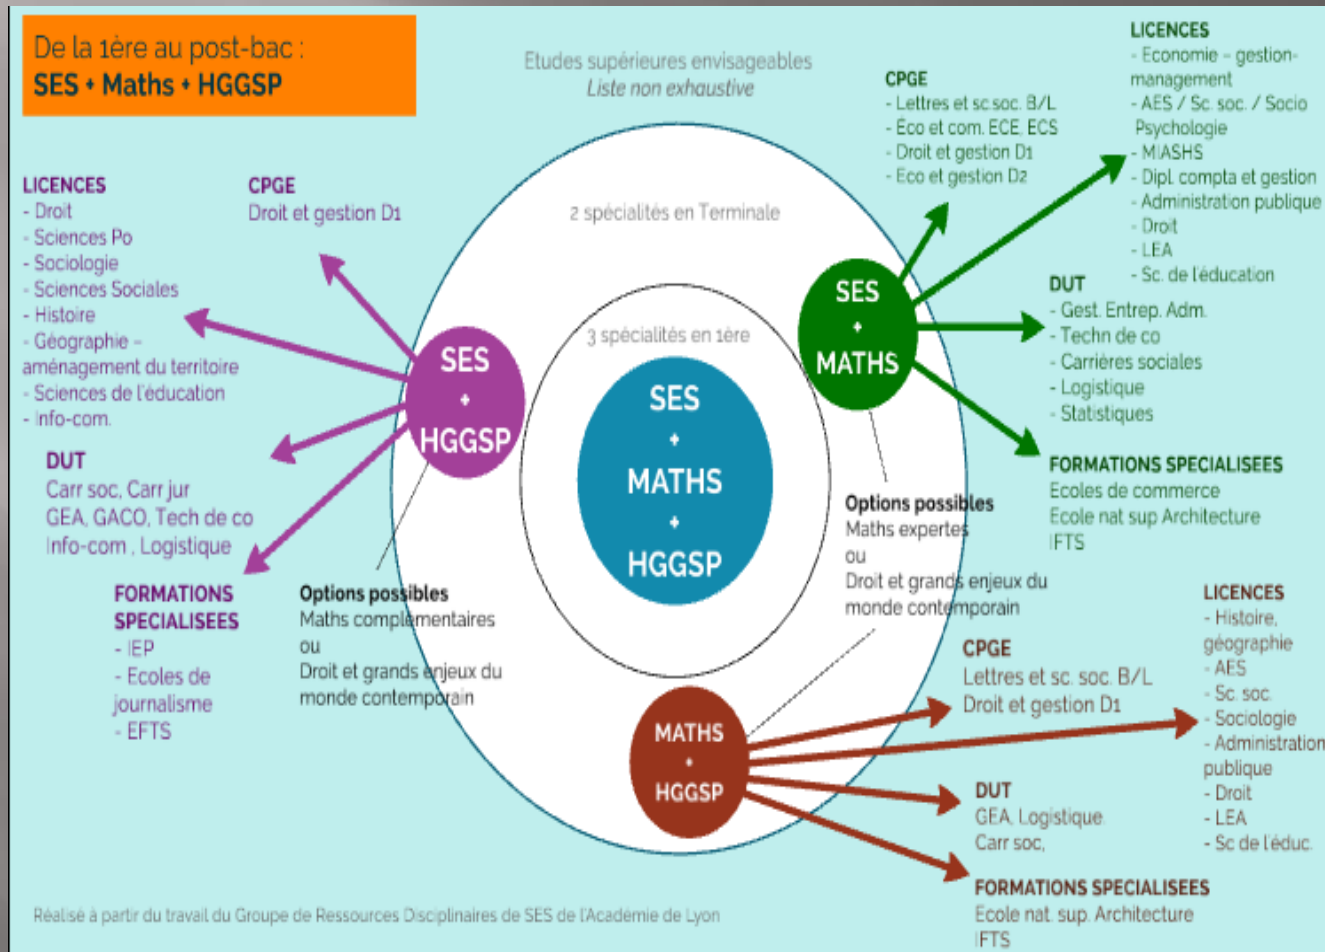 De la 1ère au post-bac :
SES + Maths + HGGSP
Etudes supérieures envisageables
Liste non exhaustive
2 spécialités en Terminale
3 spécialités en 1ère
SES
+
MATHS
+
HGGSP
LICENCES
- Droit
- Sciences Po
- Sociologie
- Sciences Sociales
- Histoire
- Géographie –
aménagement du territoire
- Sciences de l'éducation
- Info-com.
CPGE
Droit et gestion D1
SES
+
HGGSP
DUT
Carr soc, Carr jur
GEA, GACO, Tech de co
Info-com , Logistique
FORMATIONS
SPECIALISEES
- IEP
- Ecoles de
journalisme
- EFTS
Options possibles
Maths complémentaires
ou
Droit et grands enjeux du
monde contemporain
CPGE
- Lettres et sc.soc. B/L
- Éco et com. ECE, ECS
- Droit et gestion D1
- Eco et gestion D2
LICENCES
- Economie – gestion-
management
- AES / Sc. soc. / Socio
Psychologie
- MIASHS
- Dipl. compta et gestion
- Administration publique
- Droit
- LEA
- Sc. de l'éducation
SES
+
MATHS
DUT
- Gest. Entrep. Adm.
- Techn de co
- Carrières sociales
- Logistique
- Statistiques
FORMATIONS SPECIALISEES
Ecoles de commerce
Ecole nat sup Architecture
IFTS
Options possibles
Maths expertes
ou
Droit et grands enjeux du
monde contemporain
MATHS
+
HGGSP
CPGE
Lettres et sc. soc. B/L
Droit et gestion D1
LICENCES
- Histoire,
géographie
- AES
- Sc. soc.
- Sociologie
- Administration
publique
- Droit
- LEA
- Sc de l'éduc.
DUT
GEA, Logistique
Carr soc,
FORMATIONS SPECIALISEES
Ecole nat. sup. Architecture
IFTS
Réalisé à partir du travail du Groupe de Ressources Disciplinaires de SES de l'Académie de Lyon